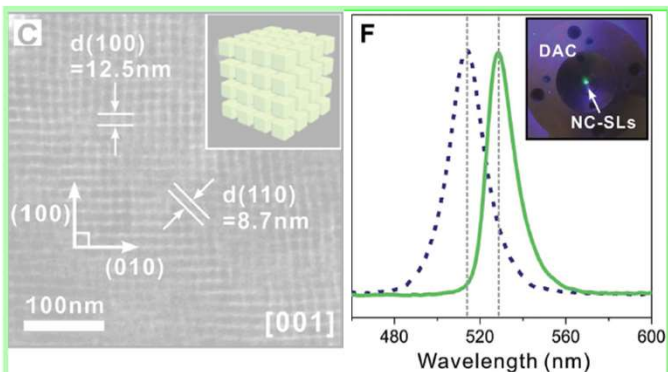 C
d(100)
=12.5nm
d(110)
=8.7nm
(100)
(010)
100nm
[001]
F
DAC
NC-SLs
480 520 560 600
Wavelength (nm)